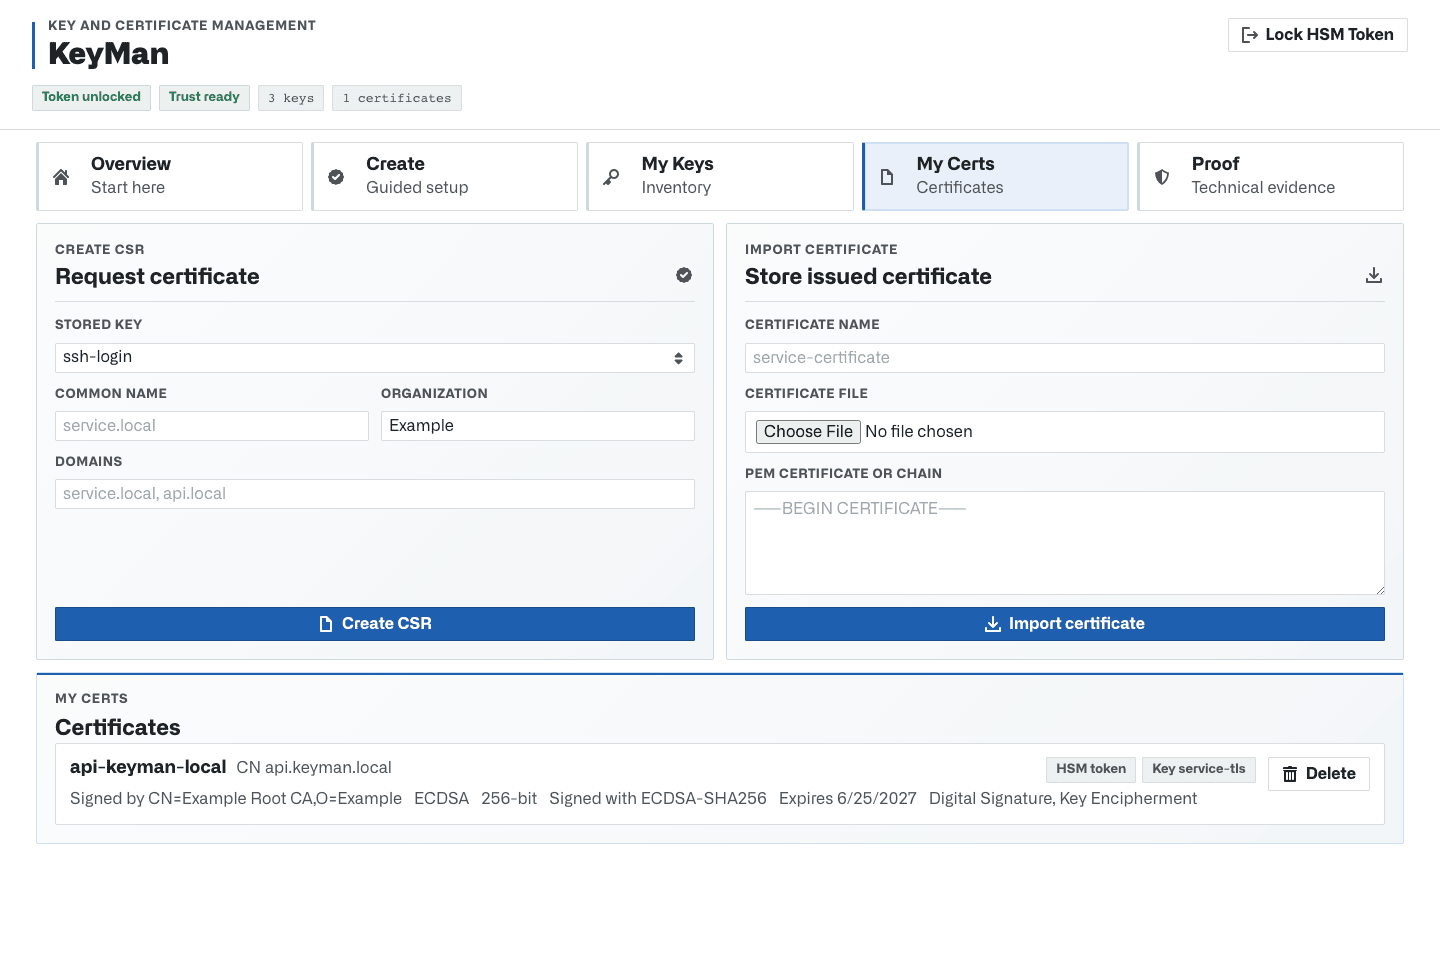 KEY AND CERTIFICATE MANAGEMENT
KeyMan
Lock HSM Token
Token unlocked
Trust ready
3 keys
1 certificates
Overview
Start here
Create
Guided setup
My Keys
Inventory
My Certs
Certificates
Proof
Technical evidence
CREATE CSR
Request certificate
STORED KEY
ssh-login
COMMON NAME
ORGANIZATION
service.local
Example
DOMAINS
service.local, api.local
Create CSR
IMPORT CERTIFICATE
Store issued certificate
CERTIFICATE NAME
service-certificate
CERTIFICATE FILE
Choose File No file chosen
PEM CERTIFICATE OR CHAIN
-----BEGIN CERTIFICATE-----
Import certificate
MY CERTS
Certificates
api-keyman-local CN api.keyman.local
HSM token
Key service-tls
Delete
Signed by CN=Example Root CA,O=Example ECDSA 256-bit Signed with ECDSA-SHA256 Expires 6/25/2027 Digital Signature, Key Encipherment